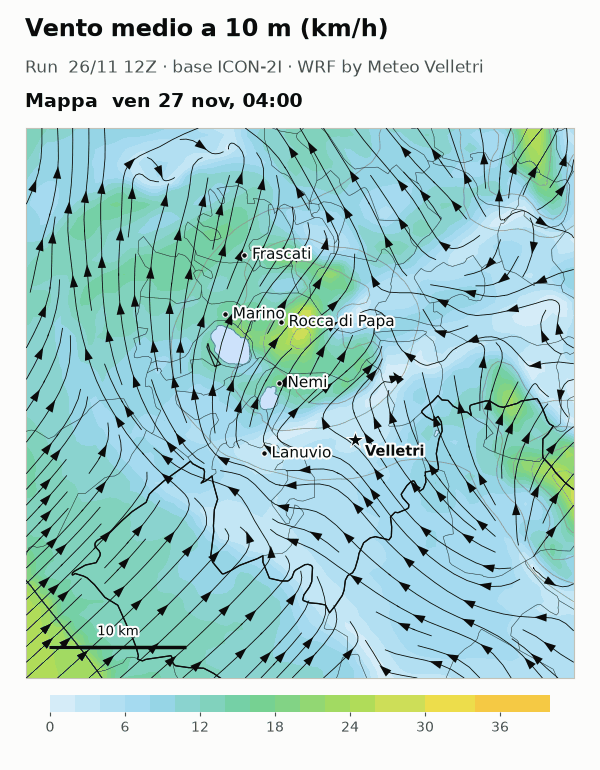 Vento medio a 10 m (km/h)
Run  26/11 12Z · base ICON-2I · WRF by Meteo Velletri
Mappa  ven 27 nov, 04:00
Frascati
Marino
Rocca di Papa
Nemi
Lanuvio
Velletri
10 km
0 6 12 18 24 30 36